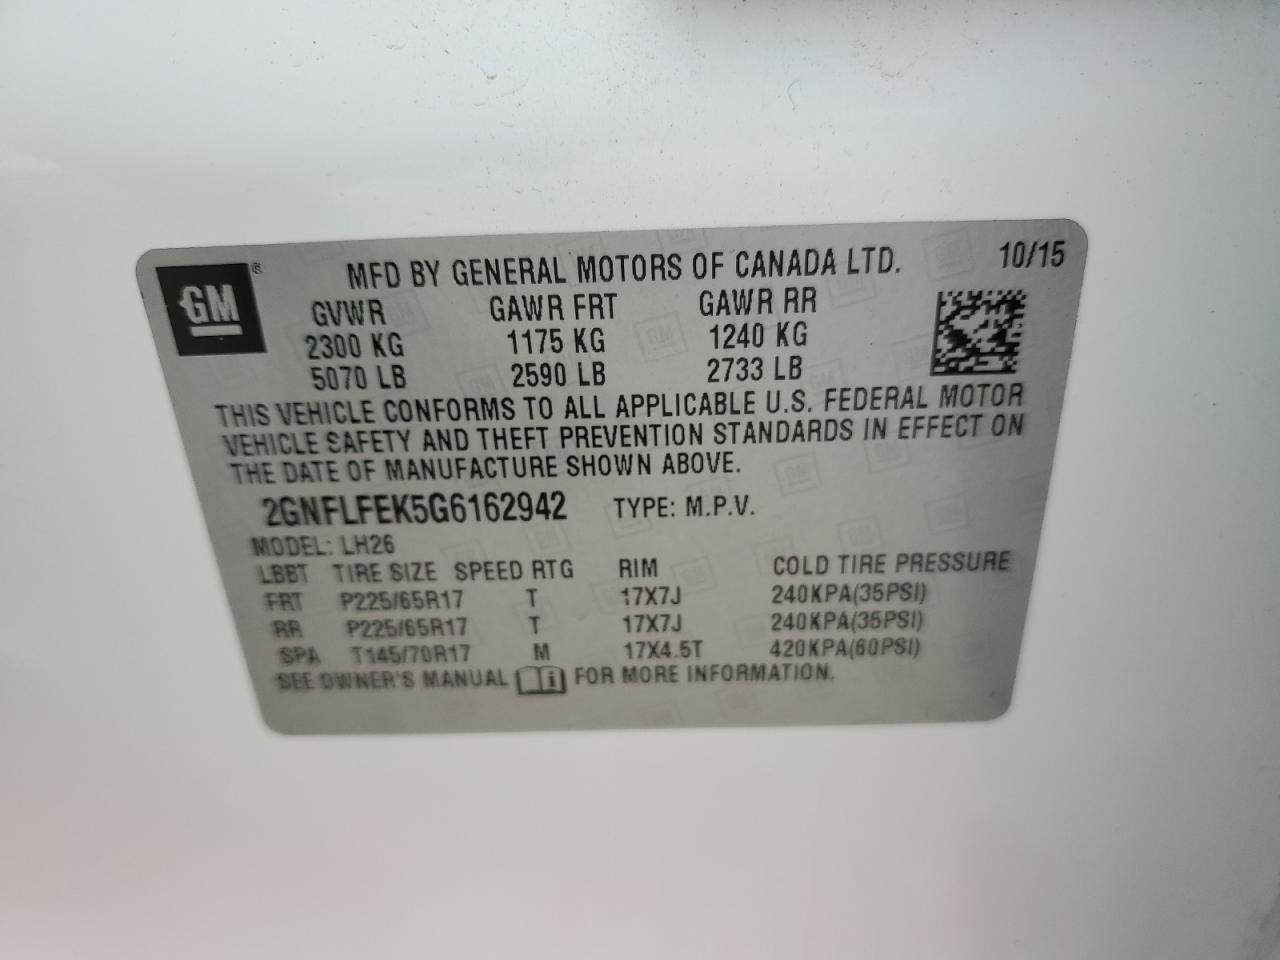 GM ® MFD BY GENERAL MOTORS OF CANADA LTD. 10/15
GVWR GAWR FRT GAWR RR
2300 KG 1175 KG 1240 KG
5070 LB 2590 LB 2733 LB
THIS VEHICLE CONFORMS TO ALL APPLICABLE U.S. FEDERAL MOTOR
VEHICLE SAFETY AND THEFT PREVENTION STANDARDS IN EFFECT ON
THE DATE OF MANUFACTURE SHOWN ABOVE.
2GNFLFEK5G6162942 TYPE: M.P.V.
MODEL: LH26
LBBT TIRE SIZE SPEED RTG RIM COLD TIRE PRESSURE
FRT P225/65R17 T 17X7J 240KPA(35PSI)
RR P225/65R17 T 17X7J 240KPA(35PSI)
SPA T145/70R17 M 17X4.5T 420KPA(60PSI)
SEE OWNER'S MANUAL i FOR MORE INFORMATION.